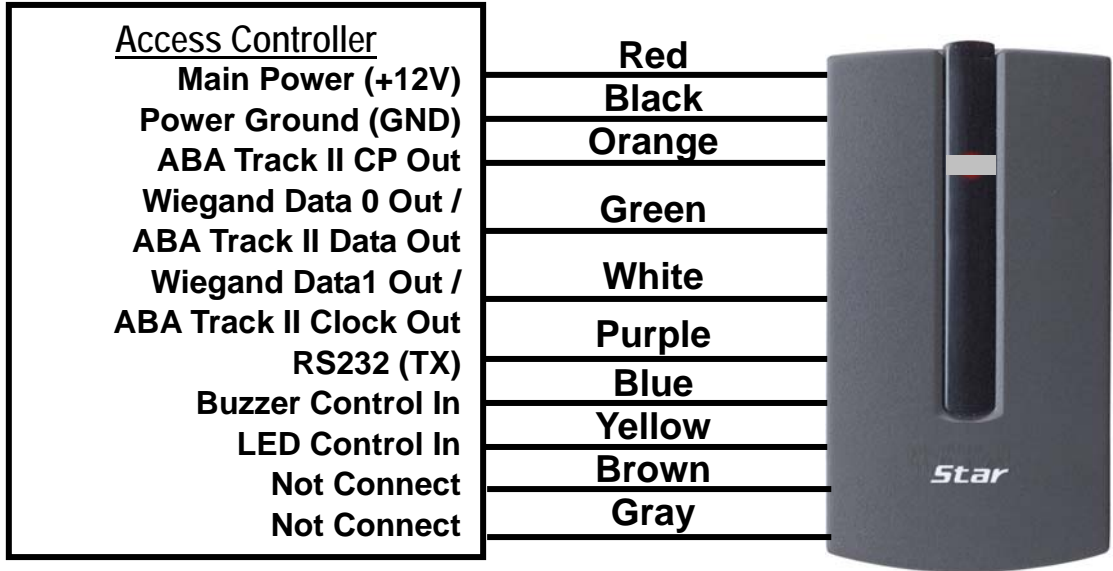 Access Controller
Main Power (+12V)
Red
Power Ground (GND)
Black
ABA Track II CP Out
Orange
Wiegand Data 0 Out /
ABA Track II Data Out
Green
Wiegand Data1 Out /
ABA Track II Clock Out
White
RS232 (TX)
Purple
Buzzer Control In
Blue
LED Control In
Yellow
Not Connect
Brown
Not Connect
Gray
Star